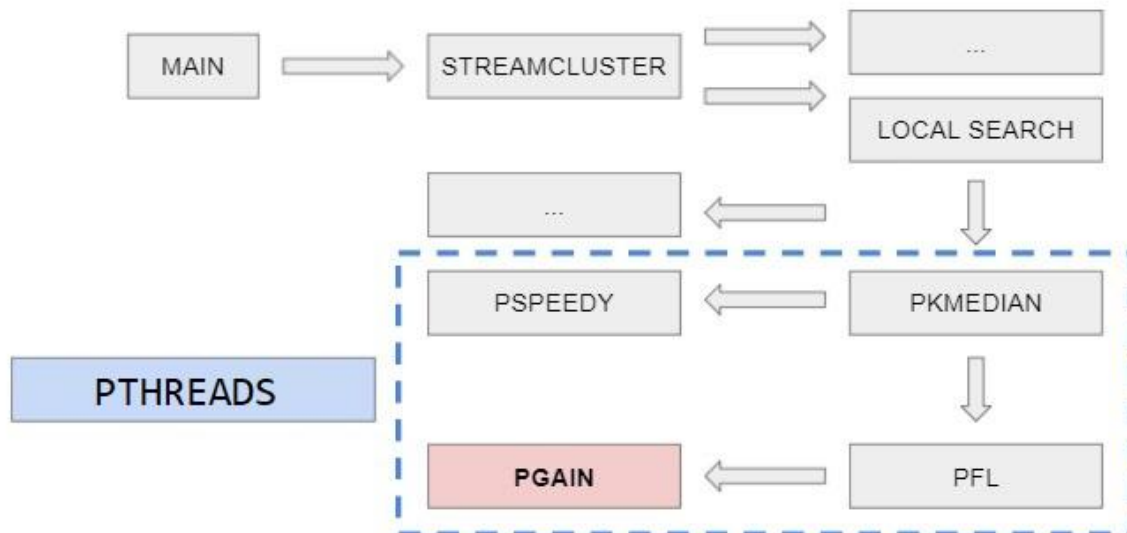 MAIN
STREAMCLUSTER
...
LOCAL SEARCH
...
PSPEEDY
PKMEDIAN
PTHREADS
PGAIN
PFL